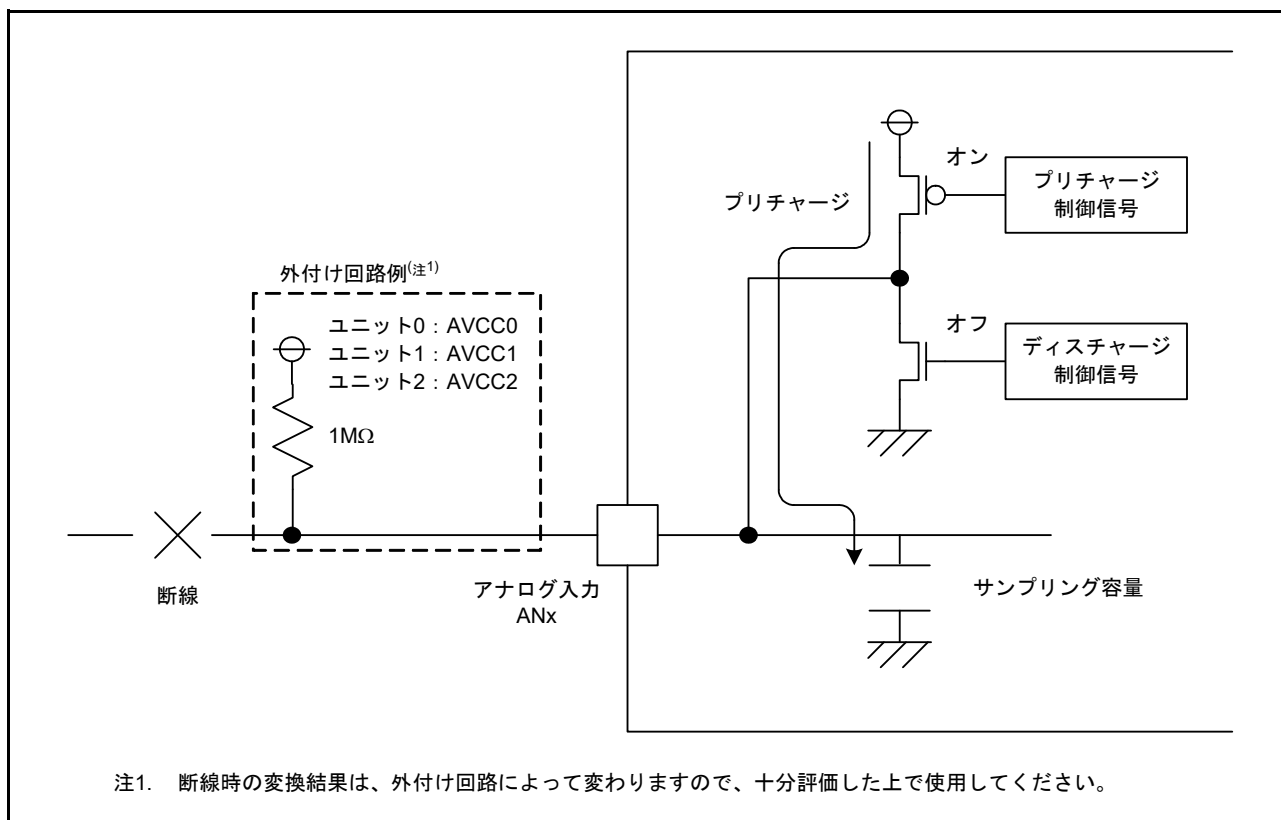 オン
プリチャージ
制御信号
プリチャージ
外付け回路例(注1)
ユニット0：AVCC0
ユニット1：AVCC1
ユニット2：AVCC2
オフ
ディスチャージ
制御信号
1MΩ
断線
アナログ入力
ANx
サンプリング容量
注1. 断線時の変換結果は、外付け回路によって変わりますので、十分評価した上で使用してください。